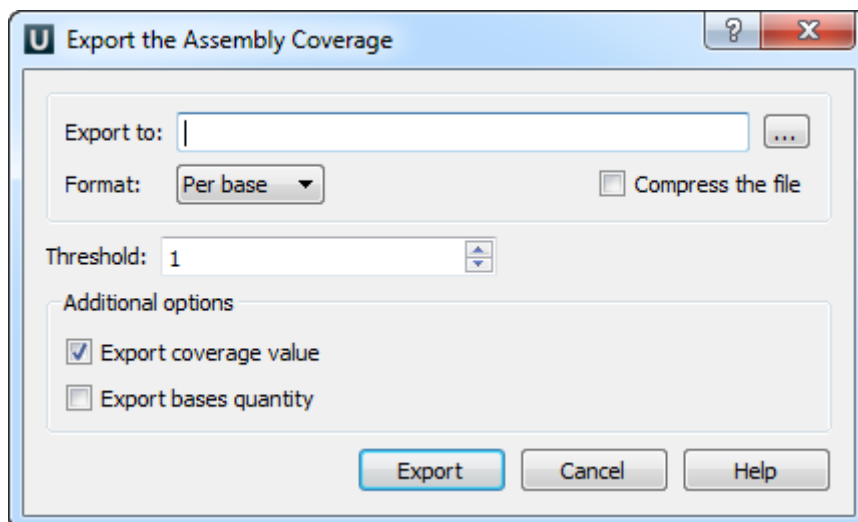 U Export the Assembly Coverage ? X
Export to: ...
Format: Per base Compress the file
Threshold: 1
Additional options
Export coverage value
Export bases quantity
Export Cancel Help